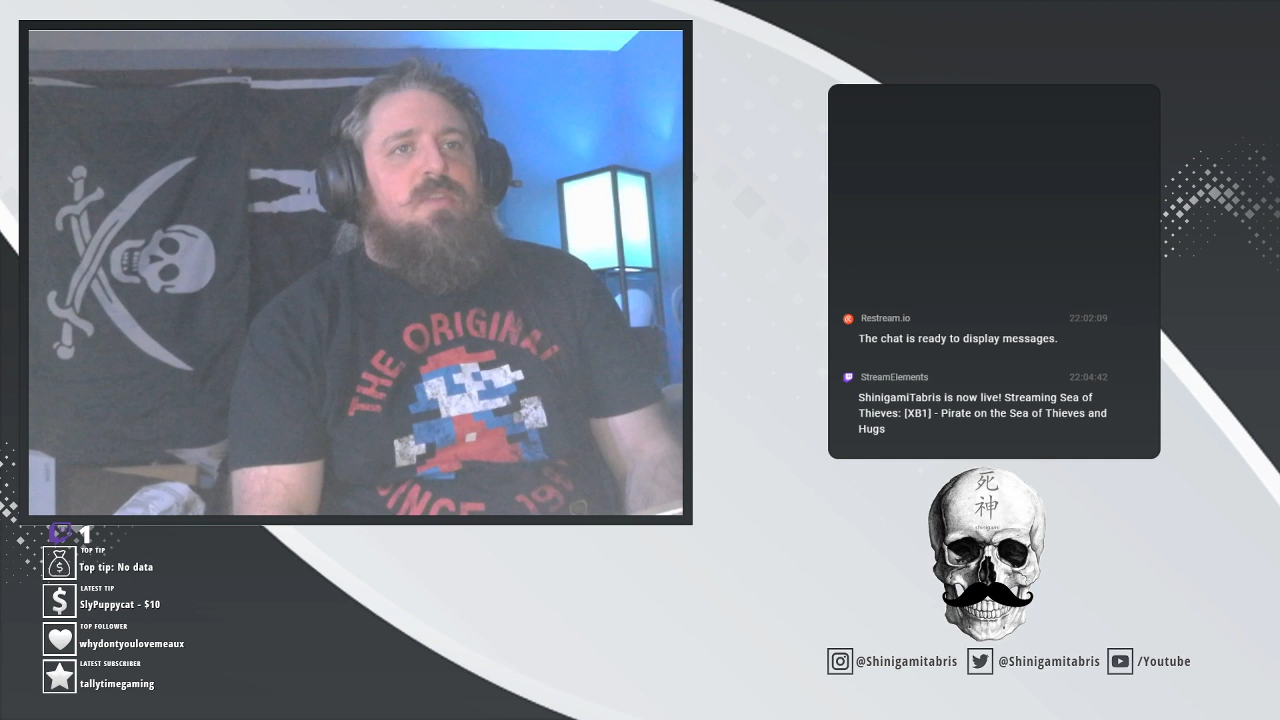 THE ORIGINAL
SINCE 198
1
TOP TIP
Top tip: No data
LATEST TIP
SlyPuppycat - $10
TOP FOLLOWER
whydontyoulovemeaux
LATEST SUBSCRIBER
tallytimegaming
Restream.io 22:02:09
The chat is ready to display messages.
StreamElements 22:04:42
ShinigamiTabris is now live! Streaming Sea of
Thieves: [XB1] - Pirate on the Sea of Thieves and
Hugs
死
神
shinigami
@Shinigamitabris @Shinigamitabris /Youtube